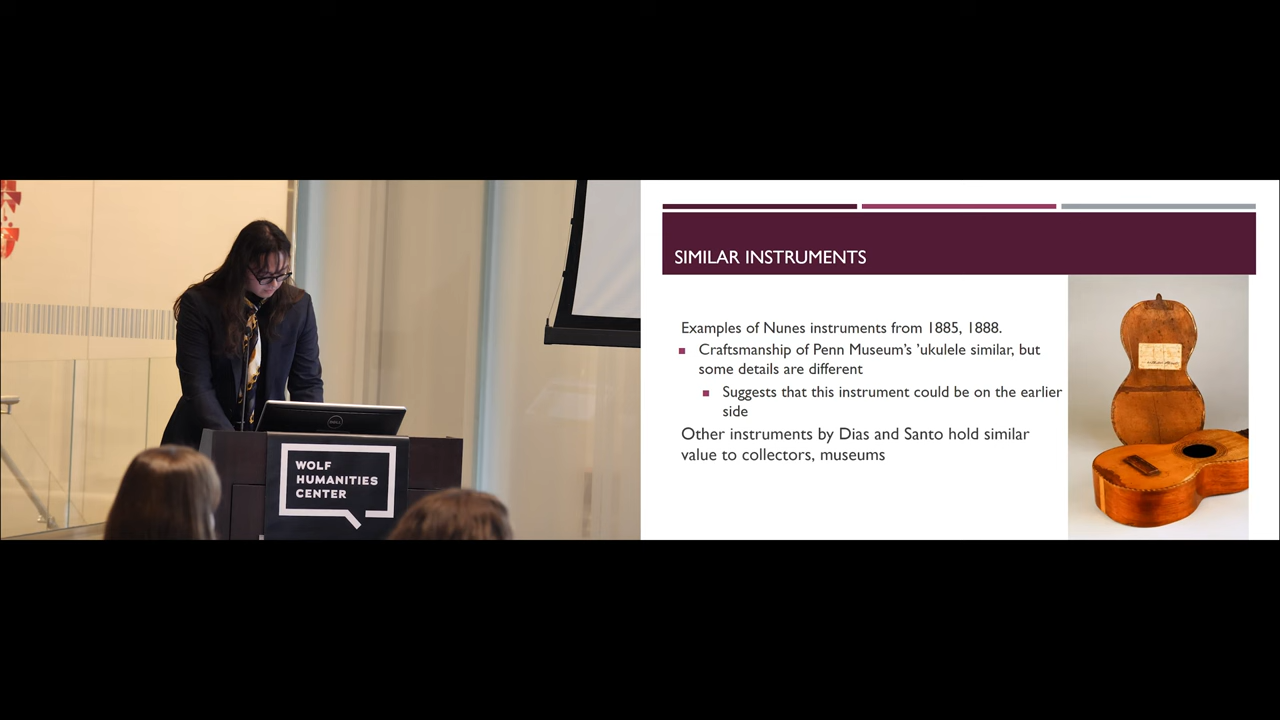 WOLF
HUMANITIES
CENTER
DELL
SIMILAR INSTRUMENTS
Examples of Nunes instruments from 1885, 1888.
Craftsmanship of Penn Museum's 'ukulele similar, but
some details are different
Suggests that this instrument could be on the earlier
side
Other instruments by Dias and Santo hold similar
value to collectors, museums